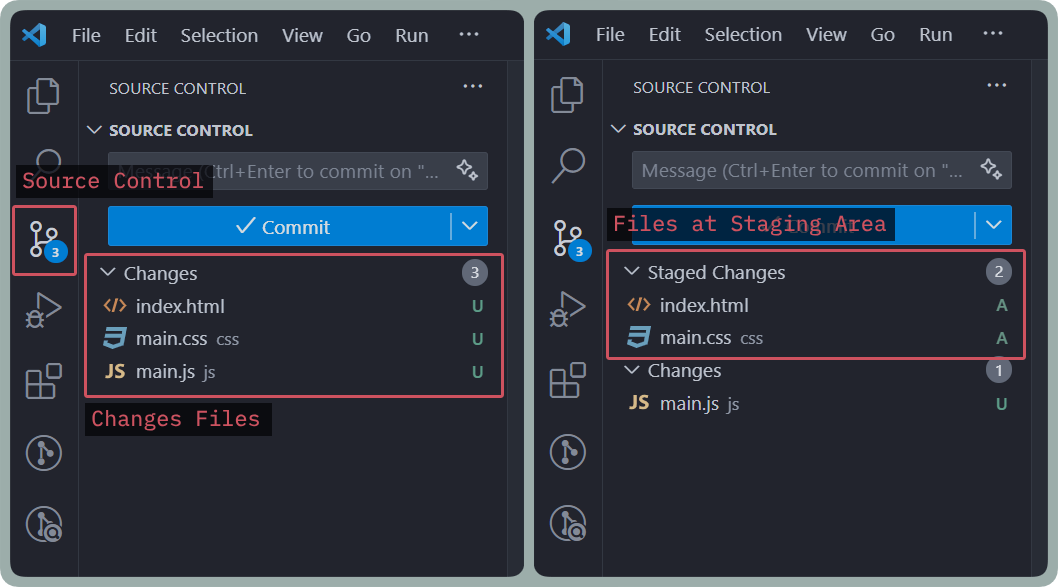 File Edit Selection View Go Run ···
SOURCE CONTROL ···
SOURCE CONTROL
Message (Ctrl+Enter to commit on "...
Source Control
Commit
3
Changes 3
index.html U
main.css css U
JS main.js js U
Changes Files
File Edit Selection View Go Run ···
SOURCE CONTROL ···
SOURCE CONTROL
Message (Ctrl+Enter to commit on "...
Files at Staging Area
Commit
3
Staged Changes 2
index.html A
main.css css A
Changes 1
JS main.js js U